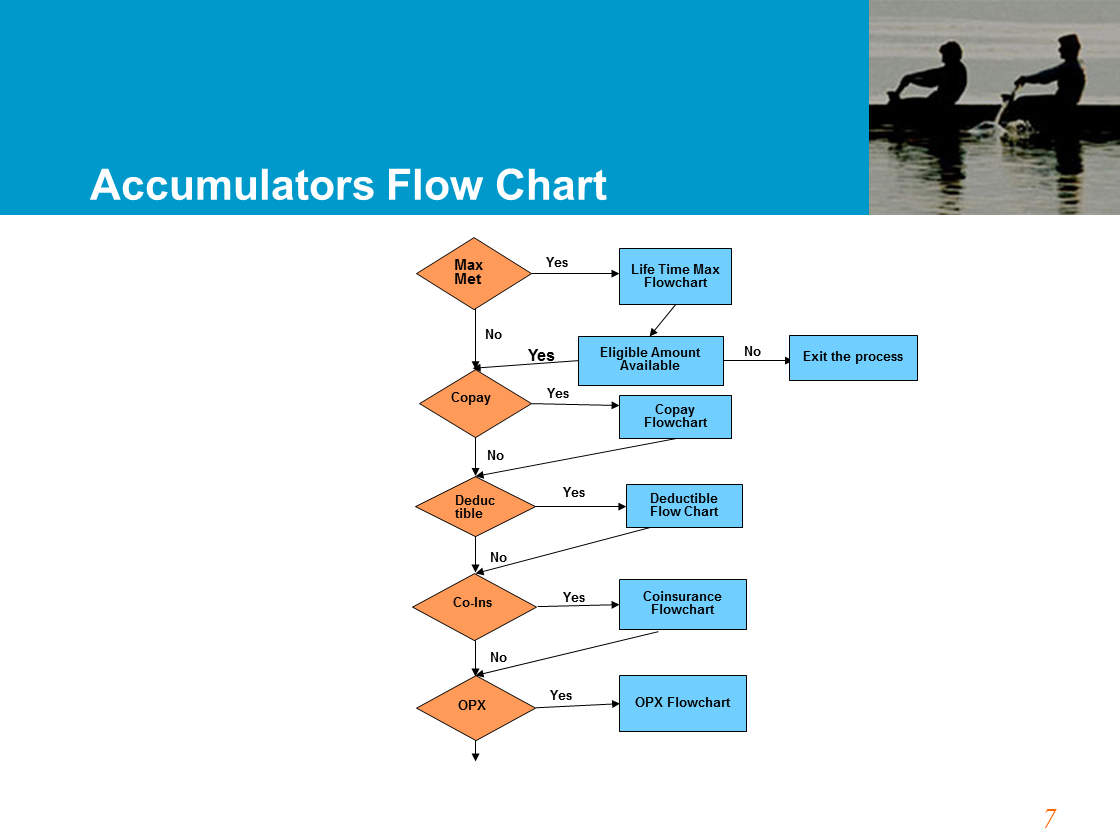 Accumulators Flow Chart
Max
Met
Yes
Life Time Max
Flowchart
No
Yes
Eligible Amount
Available
No
Exit the process
Copay
Yes
Copay
Flowchart
No
Deduc
tible
Yes
Deductible
Flow Chart
No
Co-Ins
Yes
Coinsurance
Flowchart
No
OPX
Yes
OPX Flowchart
7